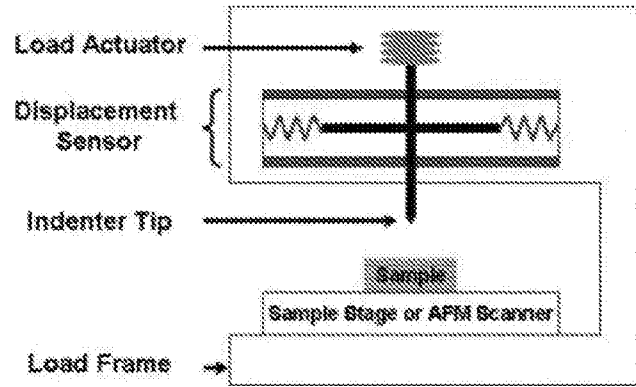 Load Actuator
Displacement
Sensor
Indenter Tip
Sample
Sample Stage or AFM Scanner
Load Frame